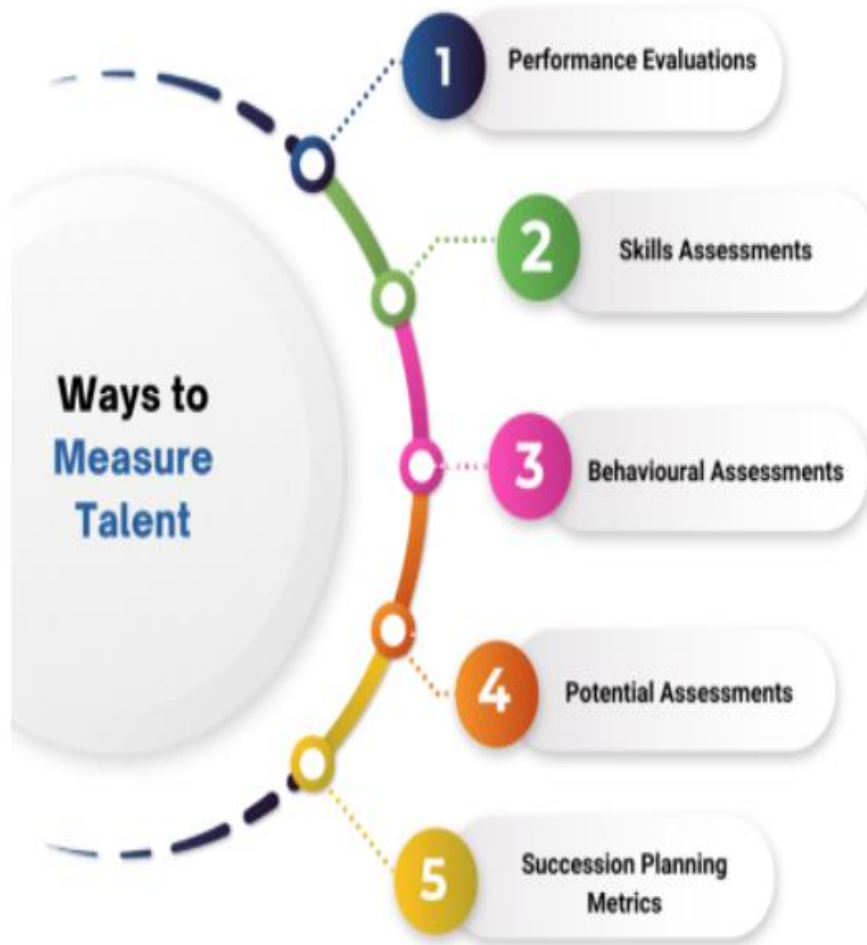 Ways to
Measure
Talent
1
Performance Evaluations
2
Skills Assessments
3
Behavioural Assessments
4
Potential Assessments
5
Succession Planning
Metrics